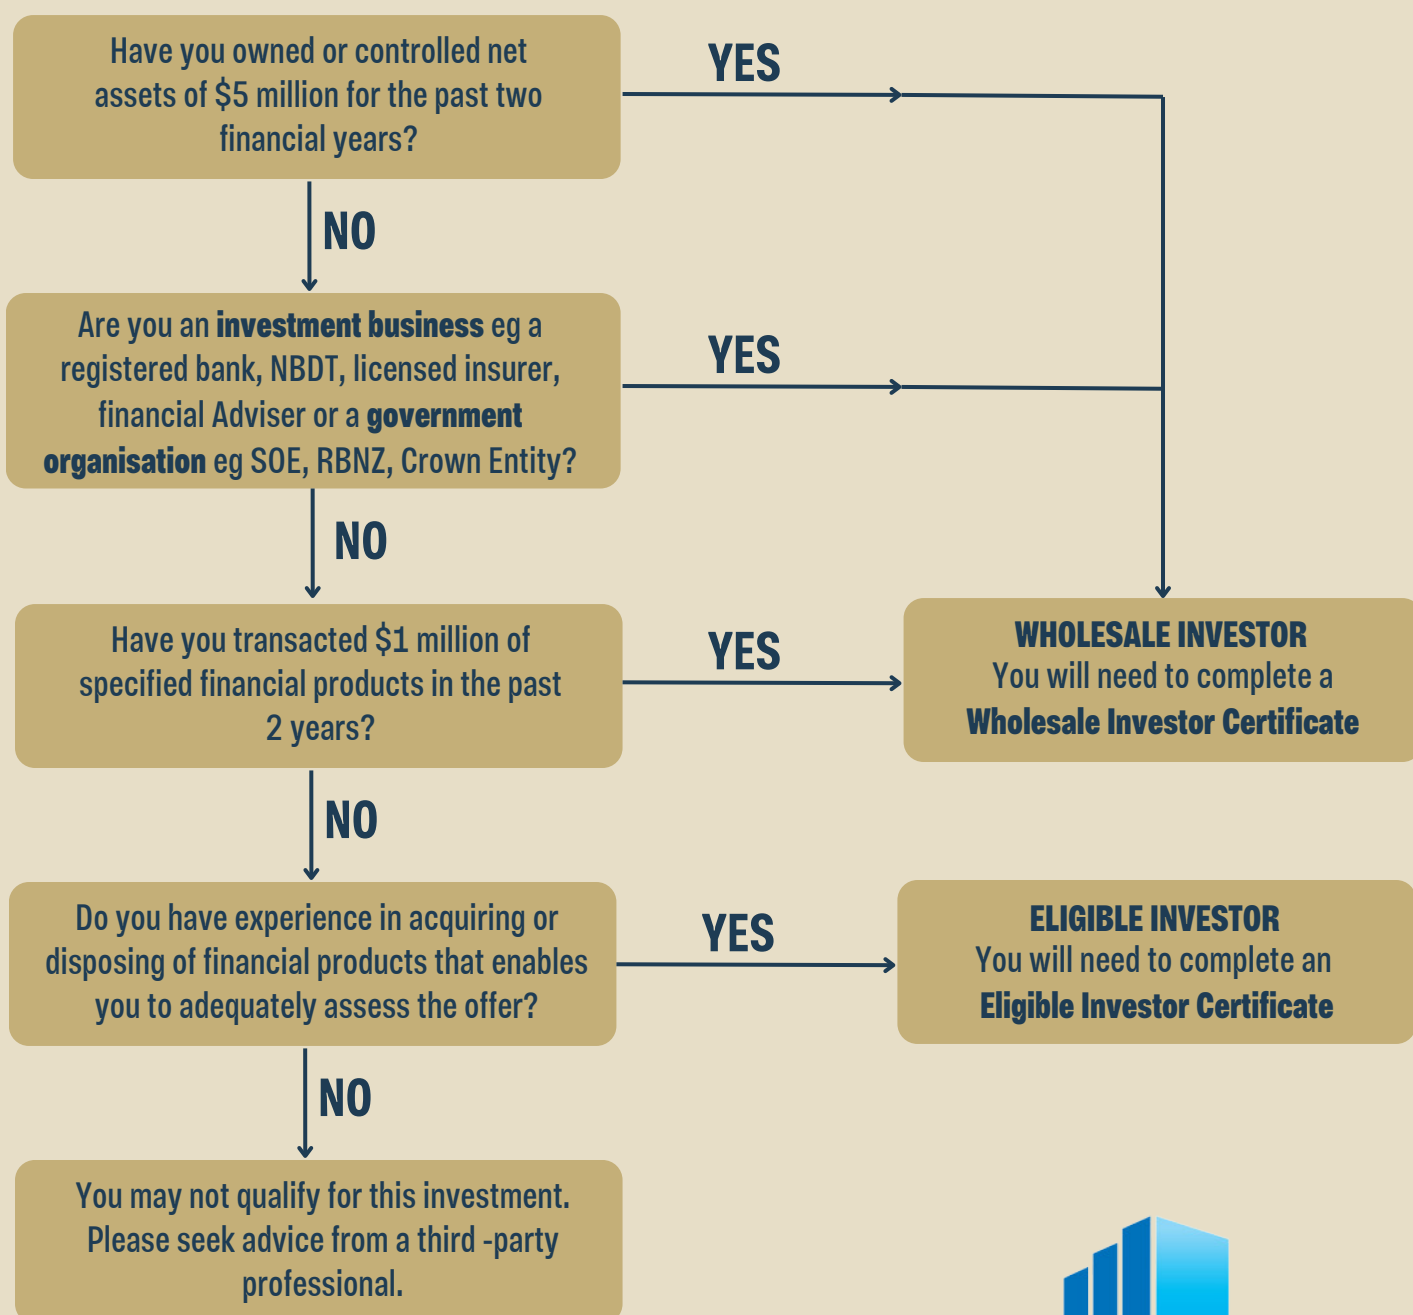 Have you owned or controlled net
assets of $5 million for the past two
financial years?
YES
NO
Are you an investment business eg a
registered bank, NBDT, licensed insurer,
financial Adviser or a government
organisation eg SOE, RBNZ, Crown Entity?
YES
NO
Have you transacted $1 million of
specified financial products in the past
2 years?
YES
WHOLESALE INVESTOR
You will need to complete a
Wholesale Investor Certificate
NO
Do you have experience in acquiring or
disposing of financial products that enables
you to adequately assess the offer?
YES
ELIGIBLE INVESTOR
You will need to complete an
Eligible Investor Certificate
NO
You may not qualify for this investment.
Please seek advice from a third -party
professional.